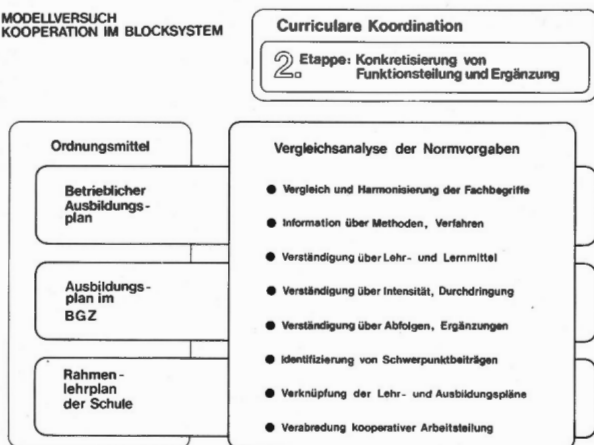 MODELLVERSUCH
KOOPERATION IM BLOCKSYSTEM
Curriculare Koordination
2. Etappe: Konkretisierung von
Funktionsteilung und Ergänzung
Ordnungsmittel
Betrieblicher
Ausbildungs-
plan
Ausbildungs-
plan im
BGZ
Rahmen-
lehrplan
der Schule
Vergleichsanalyse der Normvorgaben
● Vergleich und Harmonisierung der Fachbegriffe
● Information über Methoden, Verfahren
● Verständigung über Lehr- und Lernmittel
● Verständigung über Intensität, Durchdringung
● Verständigung über Abfolgen, Ergänzungen
● Identifizierung von Schwerpunktbeiträgen
● Verknüpfung der Lehr- und Ausbildungspläne
● Verabredung kooperativer Arbeitsteilung